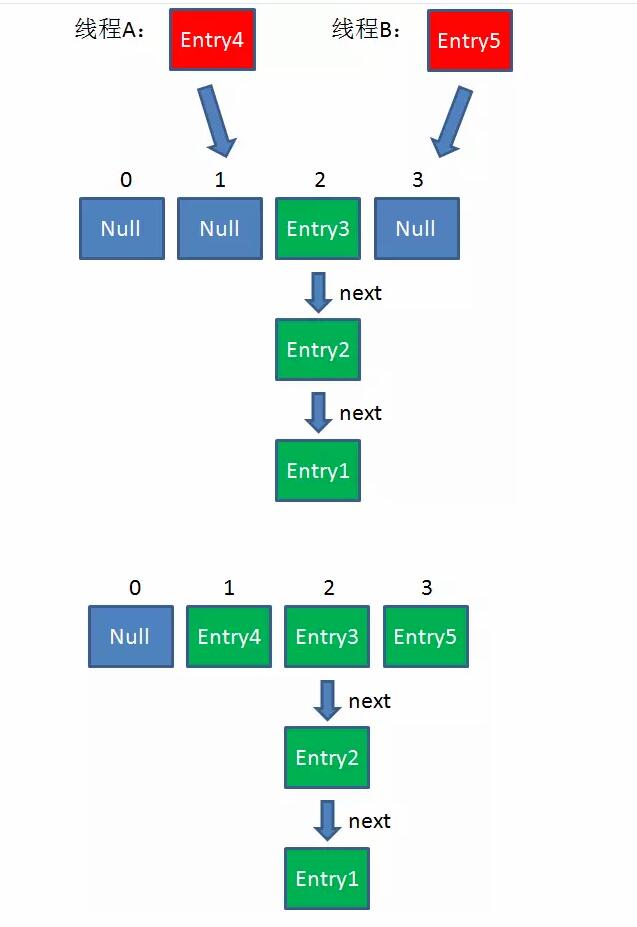 线程A： Entry4 线程B： Entry5
0 1 2 3
Null Null Entry3 Null
next
Entry2
next
Entry1
0 1 2 3
Null Entry4 Entry3 Entry5
next
Entry2
next
Entry1